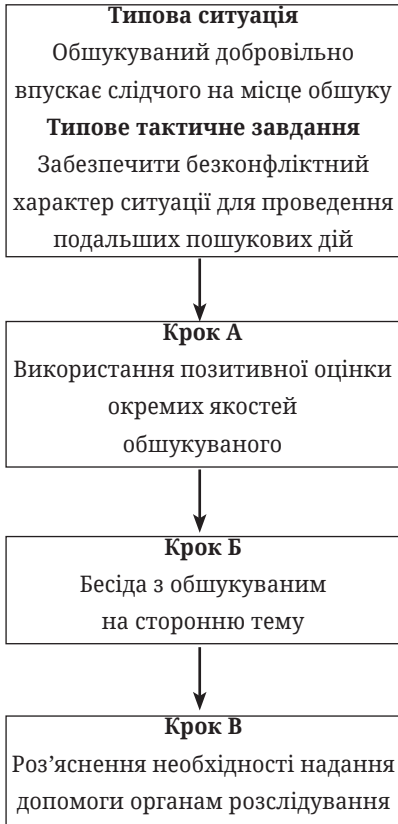 Типова ситуація
Обшукуваний добровільно
впускає слідчого на місце обшуку
Типове тактичне завдання
Забезпечити безконфліктний
характер ситуації для проведення
подальших пошукових дій
Крок А
Використання позитивної оцінки
окремих якостей
обшукуваного
Крок Б
Бесіда з обшукуваним
на сторонню тему
Крок В
Роз’яснення необхідності надання
допомоги органам розслідування